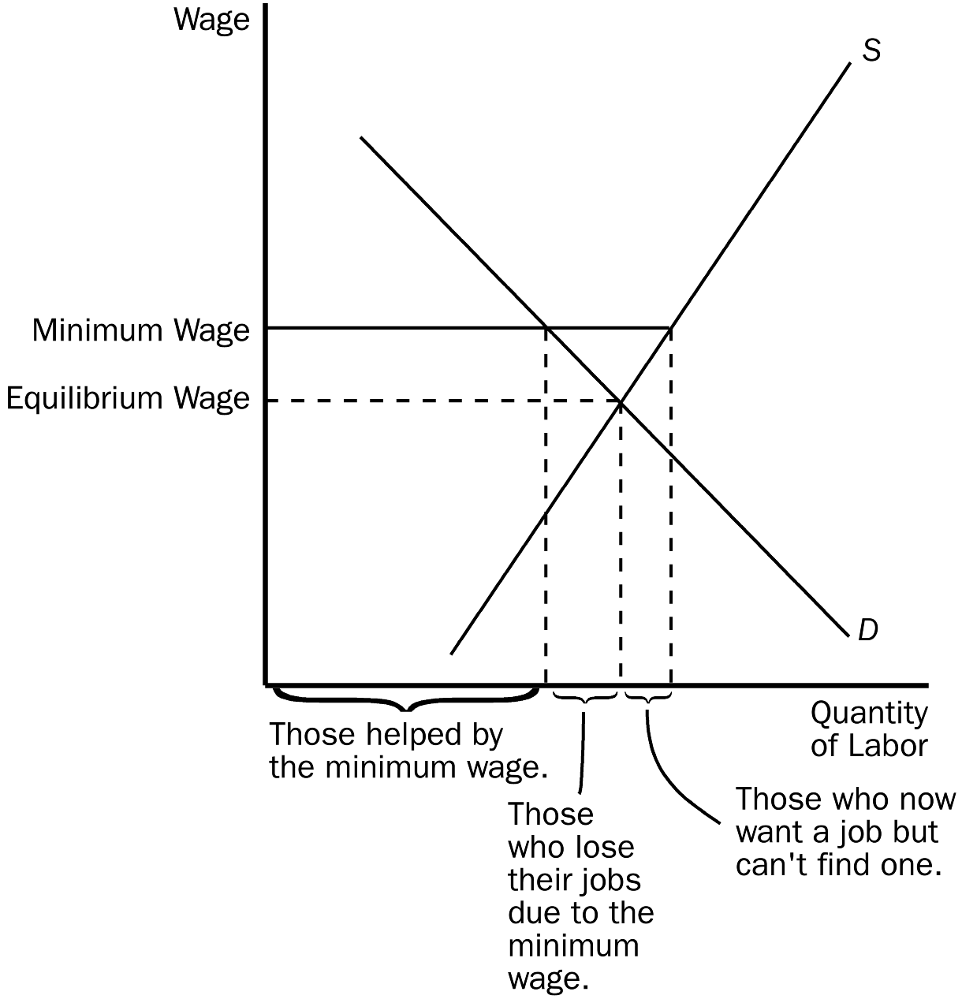 Wage
S
Minimum Wage
Equilibrium Wage
D
Quantity
of Labor
Those helped by
the minimum wage.
Those
who lose
their jobs
due to the
minimum
wage.
Those who now
want a job but
can't find one.